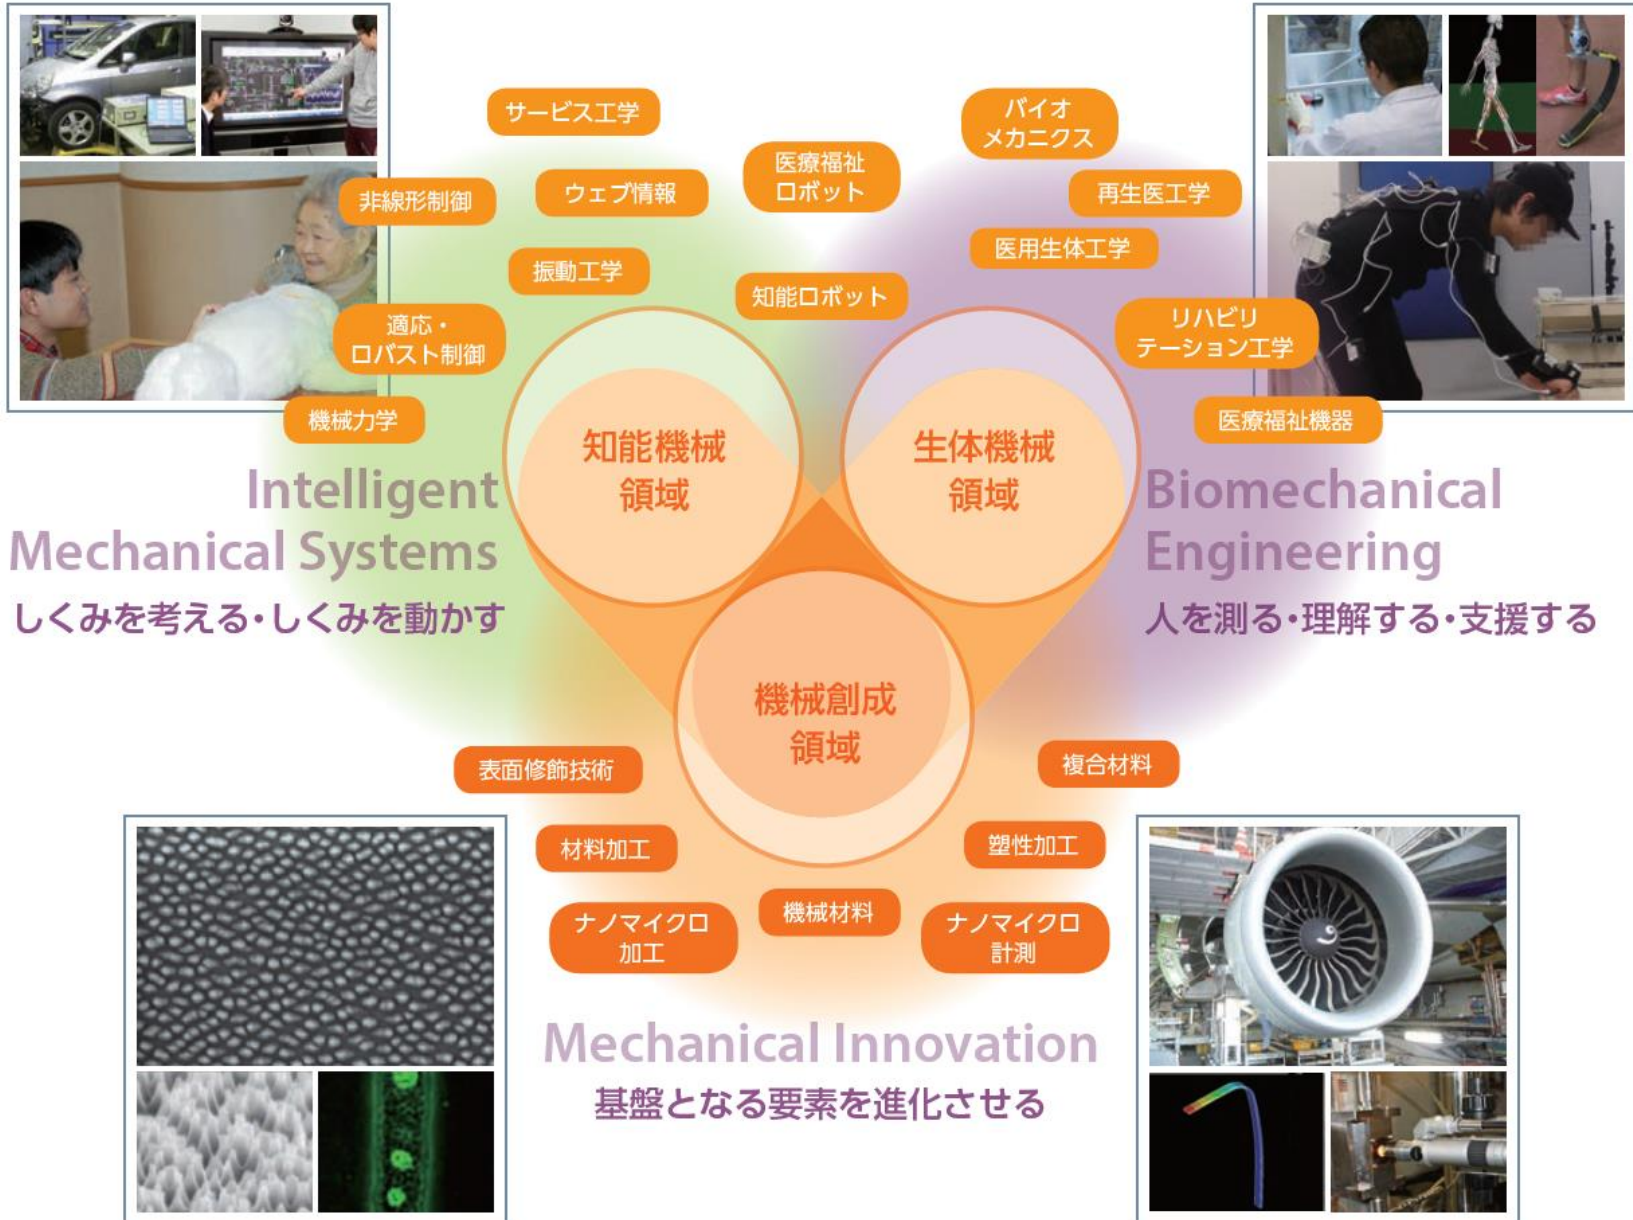 サービス工学
バイオ
メカニクス
非線形制御
ウェブ情報
医療福祉
ロボット
再生医工学
振動工学
医用生体工学
知能ロボット
適応・
ロバスト制御
リハビリ
テーション工学
機械力学
医療福祉機器
知能機械
領域
生体機械
領域
Intelligent
Mechanical Systems
しくみを考える・しくみを動かす
Biomechanical
Engineering
人を測る・理解する・支援する
機械創成
領域
表面修飾技術
複合材料
材料加工
塑性加工
ナノマイクロ
加工
機械材料
ナノマイクロ
計測
Mechanical Innovation
基盤となる要素を進化させる